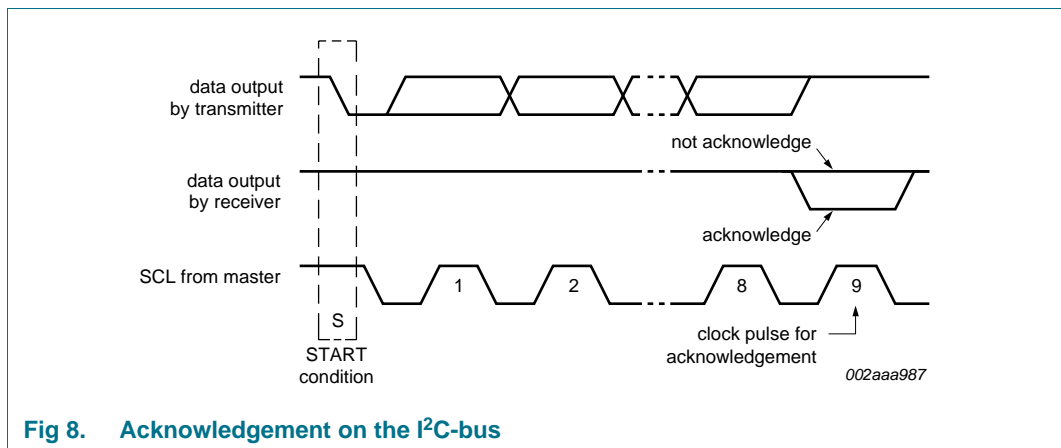 data output
by transmitter
not acknowledge
data output
by receiver
acknowledge
SCL from master
1
2
8
9
S
START
condition
clock pulse for
acknowledgement
002aaa987
Fig 8. Acknowledgement on the I²C-bus